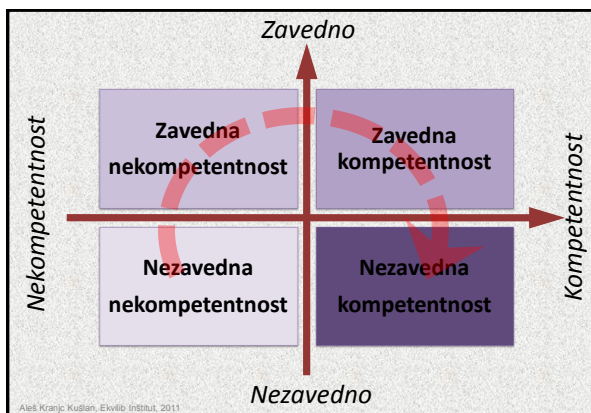 Zavedno
Nekompetentnost
Zavedna
nekompetentnost
Zavedna
kompetentnost
Kompetentnost
Nezavedna
nekompetentnost
Nezavedna
kompetentnost
Nezavedno
Aleš Kranjc Kušlan, Ekvilib Inštitut, 2011